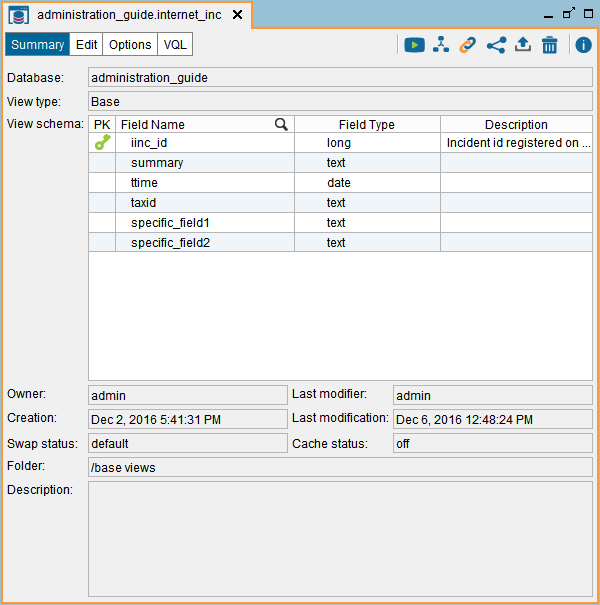 administration_guide.internet_inc
Summary Edit Options VQL
Database: administration_guide
View type: Base
View schema: PK Field Name Field Type Description
iinc_id long Incident id registered on ...
summary text
ttime date
taxid text
specific_field1 text
specific_field2 text
Owner: admin Last modifier: admin
Creation: Dec 2, 2016 5:41:31 PM Last modification: Dec 6, 2016 12:48:24 PM
Swap status: default Cache status: off
Folder: /base views
Description: